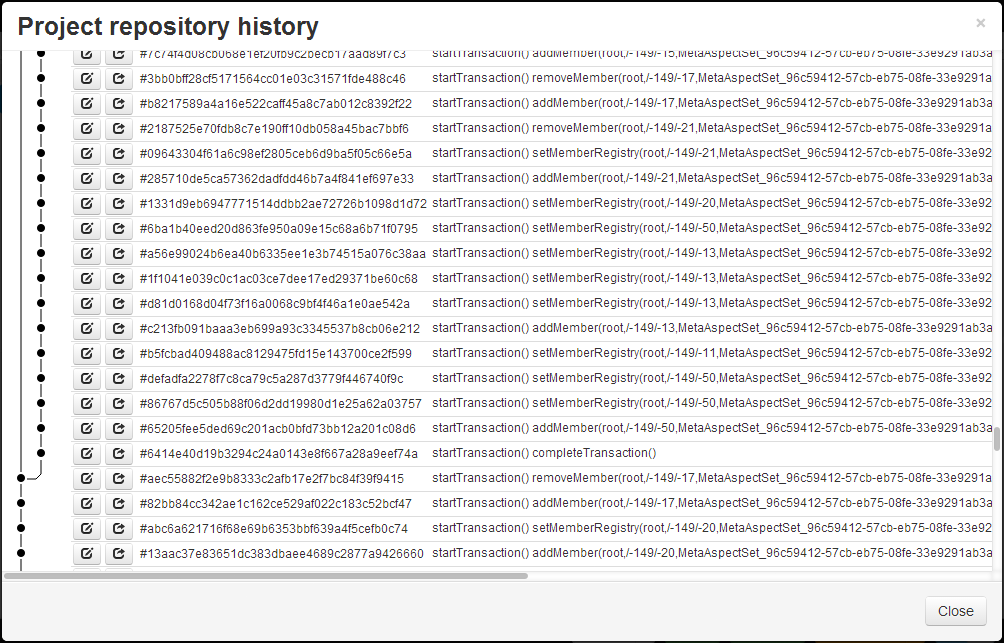 Project repository history
×
#7c74f4d08cb068e1ef20fb9c2becb17aad89f7c3 startTransaction() addMember(root,/-149/-15,MetaAspectSet_96c59412-57cb-eb75-08fe-33e9291ab3a
#3bb0bff28cf5171564cc01e03c31571fde488c46 startTransaction() removeMember(root,/-149/-17,MetaAspectSet_96c59412-57cb-eb75-08fe-33e9291a
#b8217589a4a16e522caff45a8c7ab012c8392f22 startTransaction() addMember(root,/-149/-17,MetaAspectSet_96c59412-57cb-eb75-08fe-33e9291ab3a
#2187525e70fdb8c7e190ff10db058a45bac7bbf6 startTransaction() removeMember(root,/-149/-21,MetaAspectSet_96c59412-57cb-eb75-08fe-33e9291a
#09643304f61a6c98ef2805ceb6d9ba5f05c66e5a startTransaction() setMemberRegistry(root,/-149/-21,MetaAspectSet_96c59412-57cb-eb75-08fe-33e92
#285710de5ca57362dadfdd46b7a4f841ef697e33 startTransaction() addMember(root,/-149/-21,MetaAspectSet_96c59412-57cb-eb75-08fe-33e9291ab3a
#1331d9eb6947771514ddbb2ae72726b1098d1d72 startTransaction() setMemberRegistry(root,/-149/-20,MetaAspectSet_96c59412-57cb-eb75-08fe-33e92
#6ba1b40eed20d863fe950a09e15c68a6b71f0795 startTransaction() setMemberRegistry(root,/-149/-50,MetaAspectSet_96c59412-57cb-eb75-08fe-33e92
#a56e99024b6ea40b6335ee1e3b74515a076c38aa startTransaction() setMemberRegistry(root,/-149/-13,MetaAspectSet_96c59412-57cb-eb75-08fe-33e92
#1f1041e039c0c1ac03ce7dee17ed29371be60c68 startTransaction() setMemberRegistry(root,/-149/-13,MetaAspectSet_96c59412-57cb-eb75-08fe-33e92
#d81d0168d04f73f16a0068c9bf4f46a1e0ae542a startTransaction() setMemberRegistry(root,/-149/-13,MetaAspectSet_96c59412-57cb-eb75-08fe-33e92
#c213fb091baaa3eb699a93c3345537b8cb06e212 startTransaction() addMember(root,/-149/-13,MetaAspectSet_96c59412-57cb-eb75-08fe-33e9291ab3a
#b5fcbad409488ac8129475fd15e143700ce2f599 startTransaction() setMemberRegistry(root,/-149/-11,MetaAspectSet_96c59412-57cb-eb75-08fe-33e92
#defadfa2278f7c8ca79c5a287d3779f446740f9c startTransaction() setMemberRegistry(root,/-149/-50,MetaAspectSet_96c59412-57cb-eb75-08fe-33e92
#86767d5c505b88f06d2dd19980d1e25a62a03757 startTransaction() setMemberRegistry(root,/-149/-50,MetaAspectSet_96c59412-57cb-eb75-08fe-33e92
#65205fee5ded69c201acb0bfd73bb12a201c08d6 startTransaction() addMember(root,/-149/-50,MetaAspectSet_96c59412-57cb-eb75-08fe-33e9291ab3a
#6414e40d19b3294c24a0143e8f667a28a9eef74a startTransaction() completeTransaction()
#aec55882f2e9b8333c2afb17e2f7bc84f39f9415 startTransaction() removeMember(root,/-149/-17,MetaAspectSet_96c59412-57cb-eb75-08fe-33e9291a
#82bb84cc342ae1c162ce529af022c183c52bcf47 startTransaction() addMember(root,/-149/-17,MetaAspectSet_96c59412-57cb-eb75-08fe-33e9291ab3a
#abc6a621716f68e69b6353bbf639a4f5cefb0c74 startTransaction() setMemberRegistry(root,/-149/-20,MetaAspectSet_96c59412-57cb-eb75-08fe-33e92
#13aac37e83651dc383dbaee4689c2877a9426660 startTransaction() addMember(root,/-149/-20,MetaAspectSet_96c59412-57cb-eb75-08fe-33e9291ab3a
Close